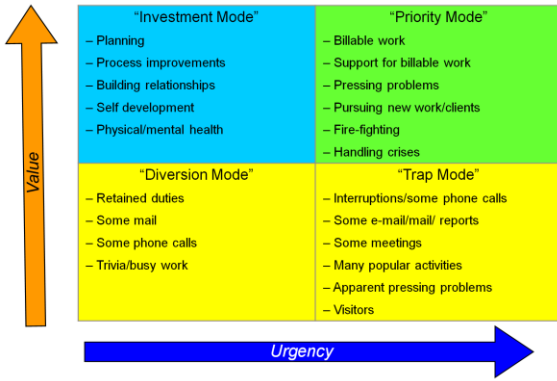 “Investment Mode”
– Planning
– Process improvements
– Building relationships
– Self development
– Physical/mental health
“Priority Mode”
– Billable work
– Support for billable work
– Pressing problems
– Pursuing new work/clients
– Fire-fighting
– Handling crises
Value
“Diversion Mode”
– Retained duties
– Some mail
– Some phone calls
– Trivia/busy work
“Trap Mode”
– Interruptions/some phone calls
– Some e-mail/mail/ reports
– Some meetings
– Many popular activities
– Apparent pressing problems
– Visitors
Urgency